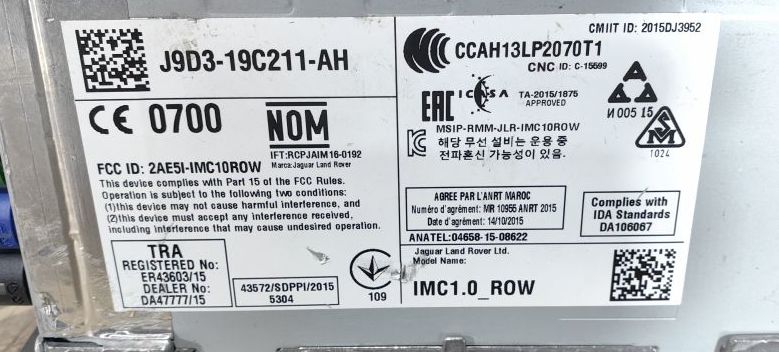 J9D3-19C211-AH
CE 0700
NOM
IFT:RCPJAIM16-0192
Marca:Jaguar Land Rover
FCC ID: 2AE5I-IMC10ROW
This device complies with Part 15 of the FCC Rules.
Operation is subject to the following two conditions:
(1)this device may not cause harmful interference, and
(2)this device must accept any interference received,
including interference that may cause undesired operation.
TRA
REGISTERED No:
ER43603/15
DEALER No:
DA47777/15
43572/SDPPI/2015
5304
109
CMIIT ID: 2015DJ3952
CCAH13LP2070T1
CNC ID: C-15599
EAC
ICASA
TA-2015/1875
APPROVED
И 005 15
MSIP-RMM-JLR-IMC10ROW
해당 무선 설비는 운용 중
전파혼신 가능성이 있음.
1024
AGREE PAR L'ANRT MAROC
Numéro d'agrément: MR 10955 ANRT 2015
Date d'agrément: 14/10/2015
Complies with
IDA Standards
DA106067
ANATEL:04658-15-08622
Jaguar Land Rover Ltd.
Model Name:
IMC1.0_ROW